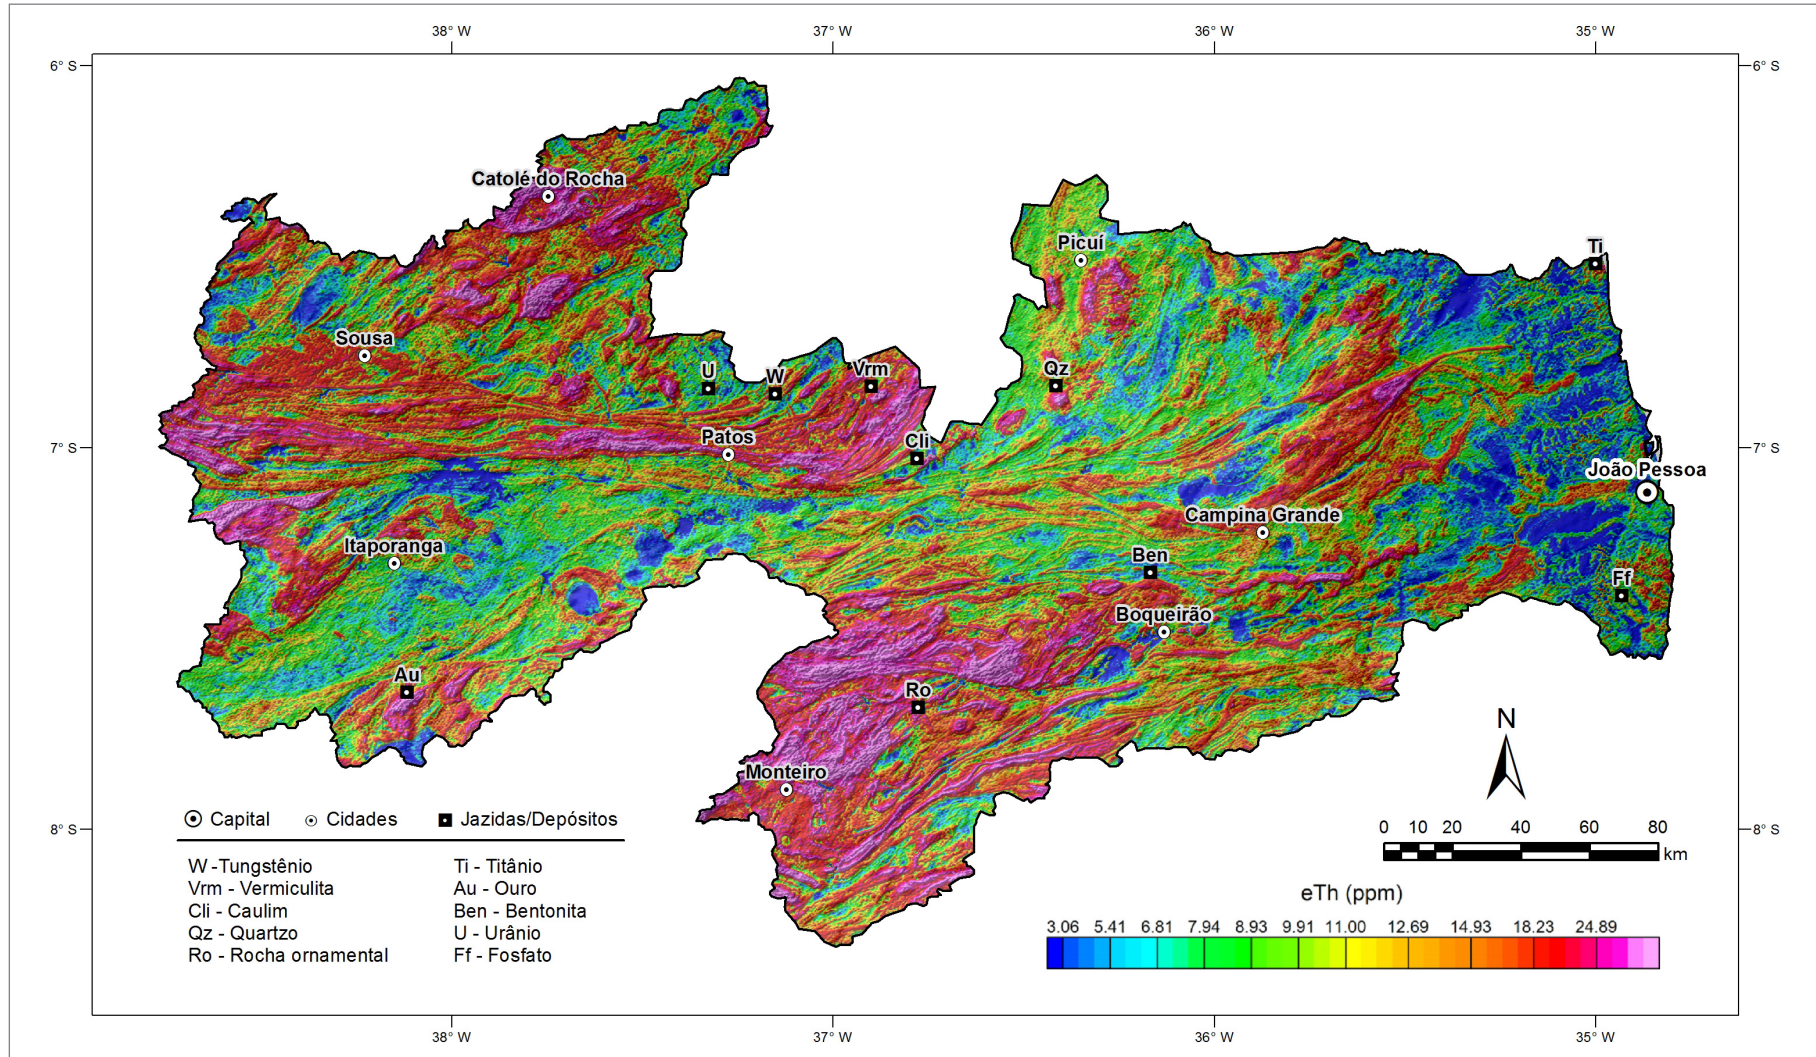 38° W 37° W 36° W 35° W
6° S 6° S
Catolé do Rocha
Picuí
Ti
Sousa
U
W
Vrm
Qz
Patos
Cli
7° S 7° S
João Pessoa
Campina Grande
Itaporanga
Ben
Ff
Boqueirão
Au
Ro
Monteiro
N
Capital Cidades Jazidas/Depósitos
8° S 8° S
0 10 20 40 60 80
km
W -Tungstênio Ti - Titânio
Vrm - Vermiculita Au - Ouro
Cli - Caulim Ben - Bentonita
Qz - Quartzo U - Urânio
Ro - Rocha ornamental Ff - Fosfato
eTh (ppm)
3.06 5.41 6.81 7.94 8.93 9.91 11.00 12.69 14.93 18.23 24.89
38° W 37° W 36° W 35° W